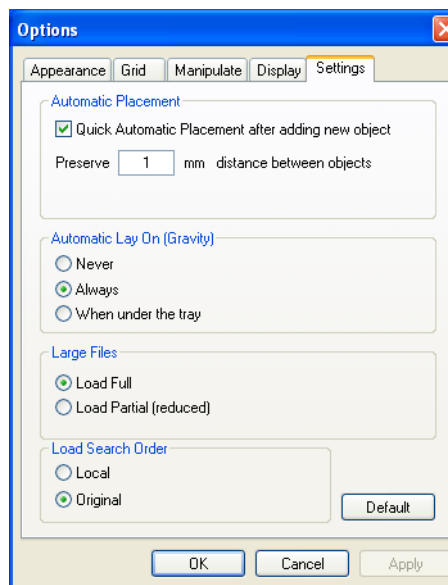 Options
Appearance Grid Manipulate Display Settings
Automatic Placement
Quick Automatic Placement after adding new object
Preserve 1 mm distance between objects
Automatic Lay On (Gravity)
Never
Always
When under the tray
Large Files
Load Full
Load Partial (reduced)
Load Search Order
Local
Original
Default
OK Cancel Apply